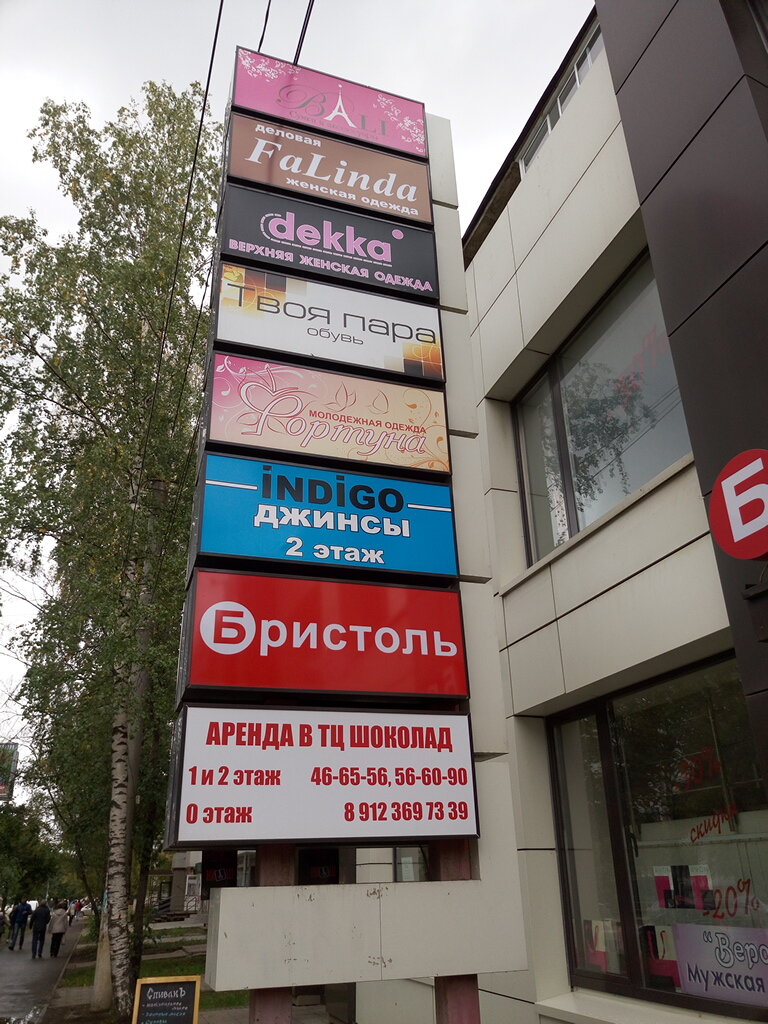 BALI
деловая
FaLinda
женская одежда
dekka
ВЕРХНЯЯ ЖЕНСКАЯ ОДЕЖДА
Твоя пара
обувь
МОЛОДЕЖНАЯ ОДЕЖДА
Фортуна
iNDiGO
джинсы
2 этаж
Бристоль
АРЕНДА В ТЦ ШОКОЛАД
1 и 2 этаж 46-65-56, 56-60-90
0 этаж 8 912 369 73 39
Б
скидки
-20%
"Веро
Мужская
СпивакЪ